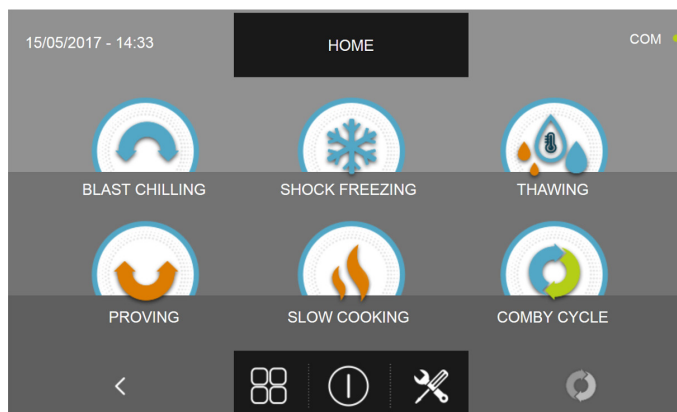 15/05/2017 - 14:33
HOME
COM
BLAST CHILLING
SHOCK FREEZING
THAWING
PROVING
SLOW COOKING
COMBY CYCLE